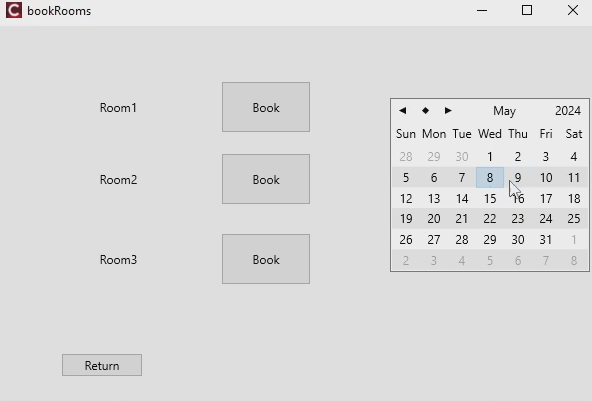 bookRooms
Room1 Book
Room2 Book
Room3 Book
Return
May 2024
Sun Mon Tue Wed Thu Fri Sat
28 29 30 1 2 3 4
5 6 7 8 9 10 11
12 13 14 15 16 17 18
19 20 21 22 23 24 25
26 27 28 29 30 31 1
2 3 4 5 6 7 8